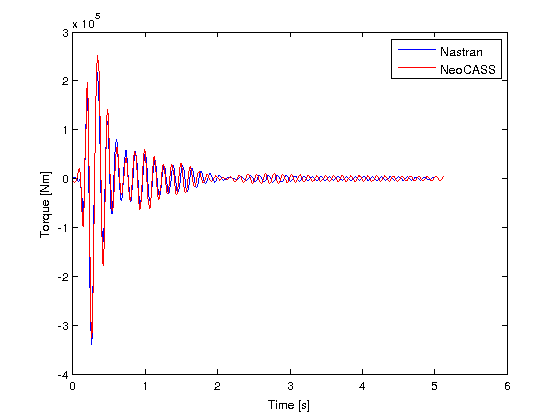 x 10^5
3
2
1
0
-1
-2
-3
-4
0 1 2 3 4 5 6
Torque [Nm]
Time [s]
Nastran
NeoCASS